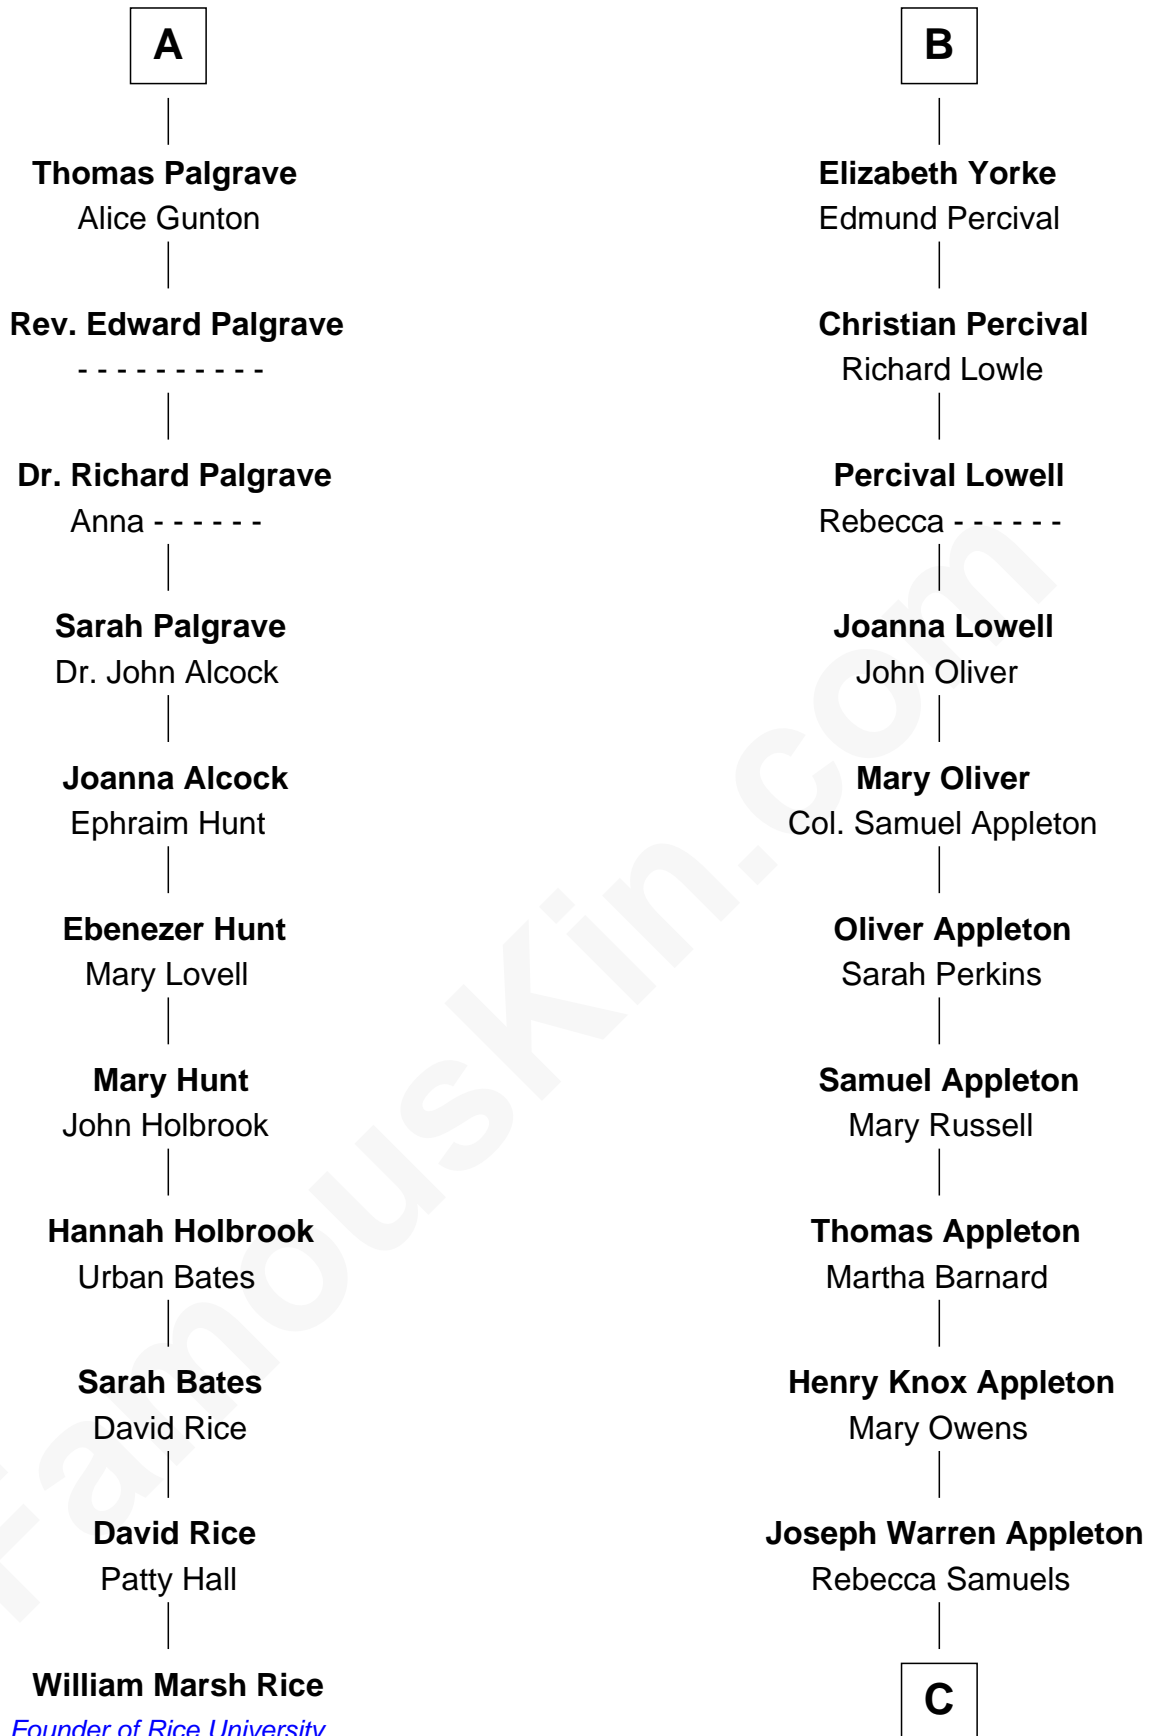 A
Thomas Palgrave
Alice Gunton
Rev. Edward Palgrave
- - - - - - - - - -
Dr. Richard Palgrave
Anna - - - - - -
Sarah Palgrave
Dr. John Alcock
Joanna Alcock
Ephraim Hunt
Ebenezer Hunt
Mary Lovell
Mary Hunt
John Holbrook
Hannah Holbrook
Urban Bates
Sarah Bates
David Rice
David Rice
Patty Hall
William Marsh Rice
Founder of Rice University
B
Elizabeth Yorke
Edmund Percival
Christian Percival
Richard Lowle
Percival Lowell
Rebecca - - - - - -
Joanna Lowell
John Oliver
Mary Oliver
Col. Samuel Appleton
Oliver Appleton
Sarah Perkins
Samuel Appleton
Mary Russell
Thomas Appleton
Martha Barnard
Henry Knox Appleton
Mary Owens
Joseph Warren Appleton
Rebecca Samuels
C
FamousKin.com